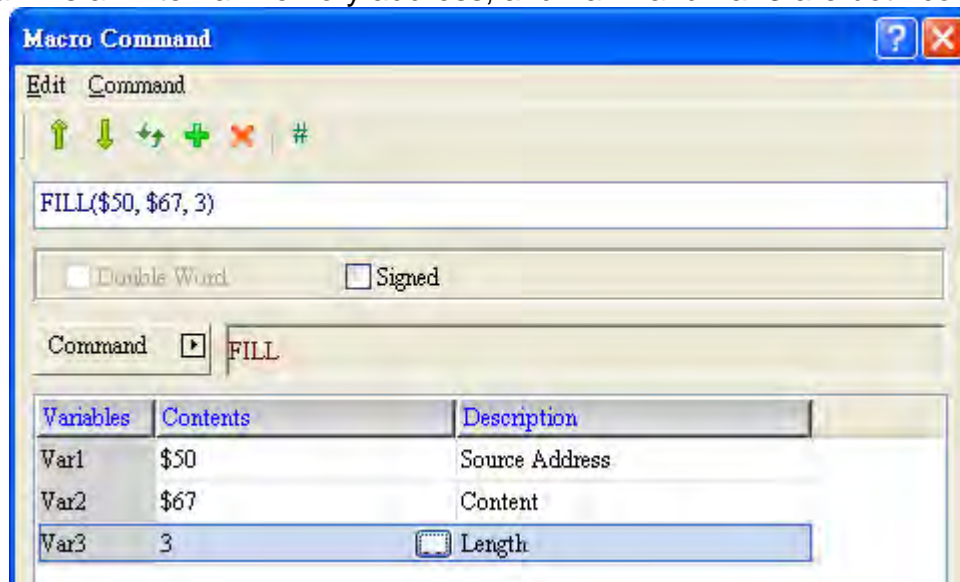 Macro Command
Edit Command
#
FILL($50, $67, 3)
Double Word Signed
Command FILL
Variables Contents Description
Var1 $50 Source Address
Var2 $67 Content
Var3 3 Length